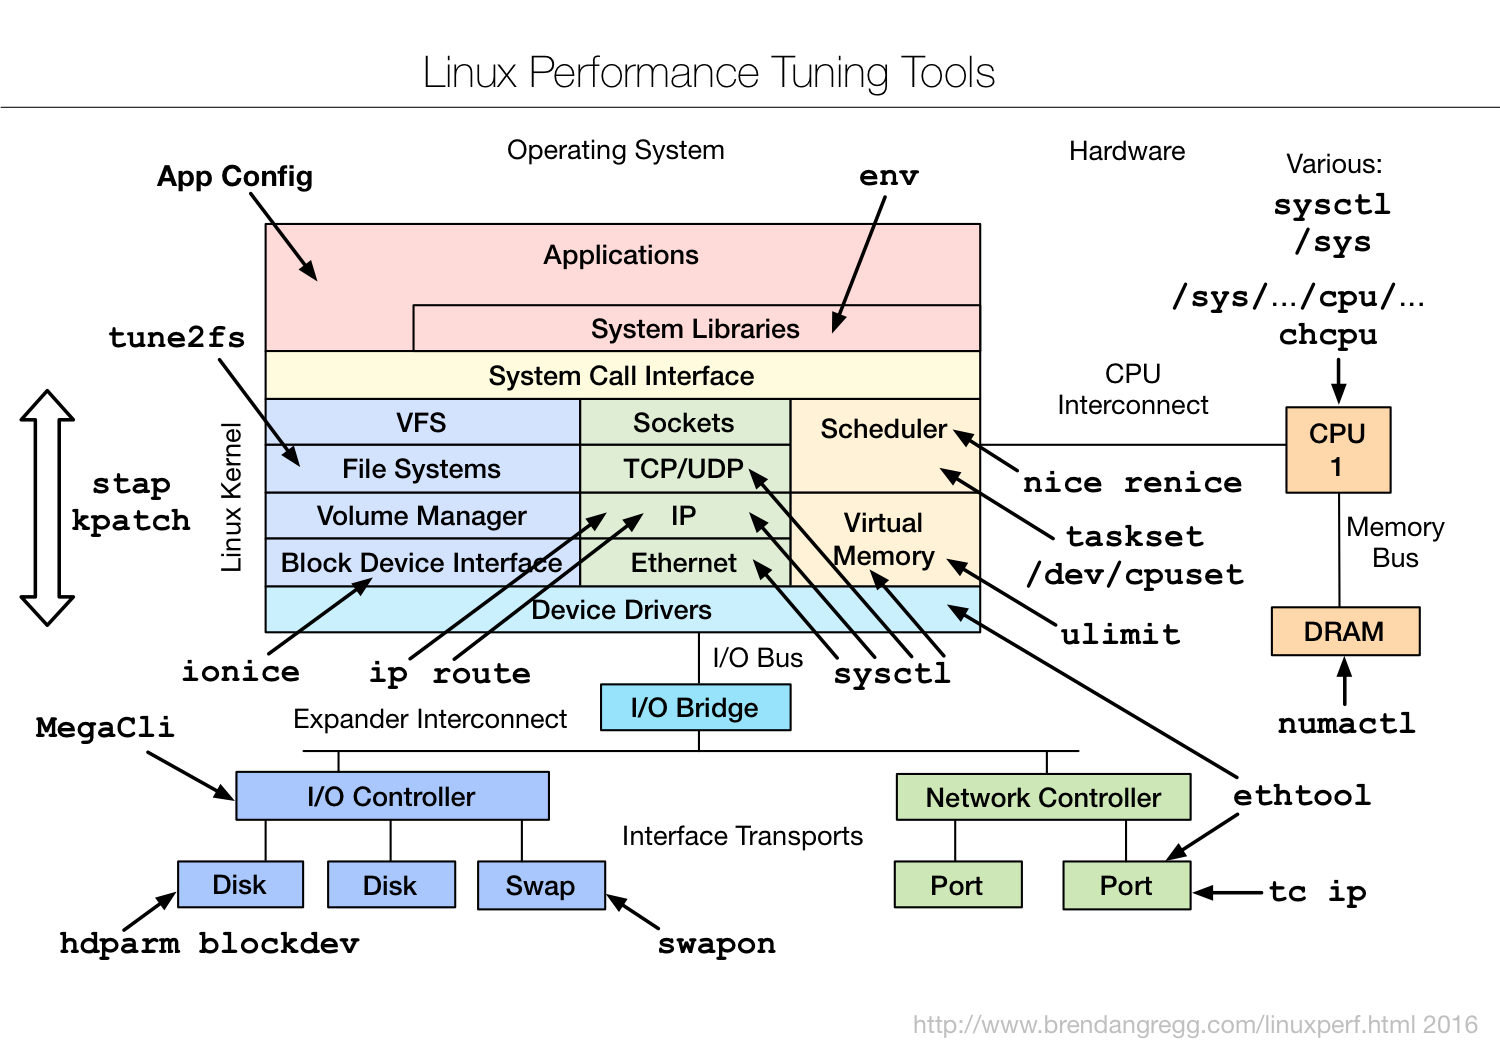 Linux Performance Tuning Tools
Operating System
Hardware
Various:
sysctl
/sys
/sys/.../cpu/...
chcpu
App Config
env
Applications
System Libraries
tune2fs
System Call Interface
CPU
Interconnect
VFS
Sockets
Scheduler
CPU
1
File Systems
TCP/UDP
nice renice
stap
kpatch
Linux Kernel
Volume Manager
IP
Virtual
Memory
taskset
/dev/cpuset
Memory
Bus
Block Device Interface
Ethernet
Device Drivers
ulimit
DRAM
ionice
ip route
I/O Bus
sysctl
numactl
MegaCli
Expander Interconnect
I/O Bridge
I/O Controller
Network Controller
ethtool
Interface Transports
Disk
Disk
Swap
Port
Port
tc ip
hdparm blockdev
swapon
http://www.brendangregg.com/linuxperf.html 2016